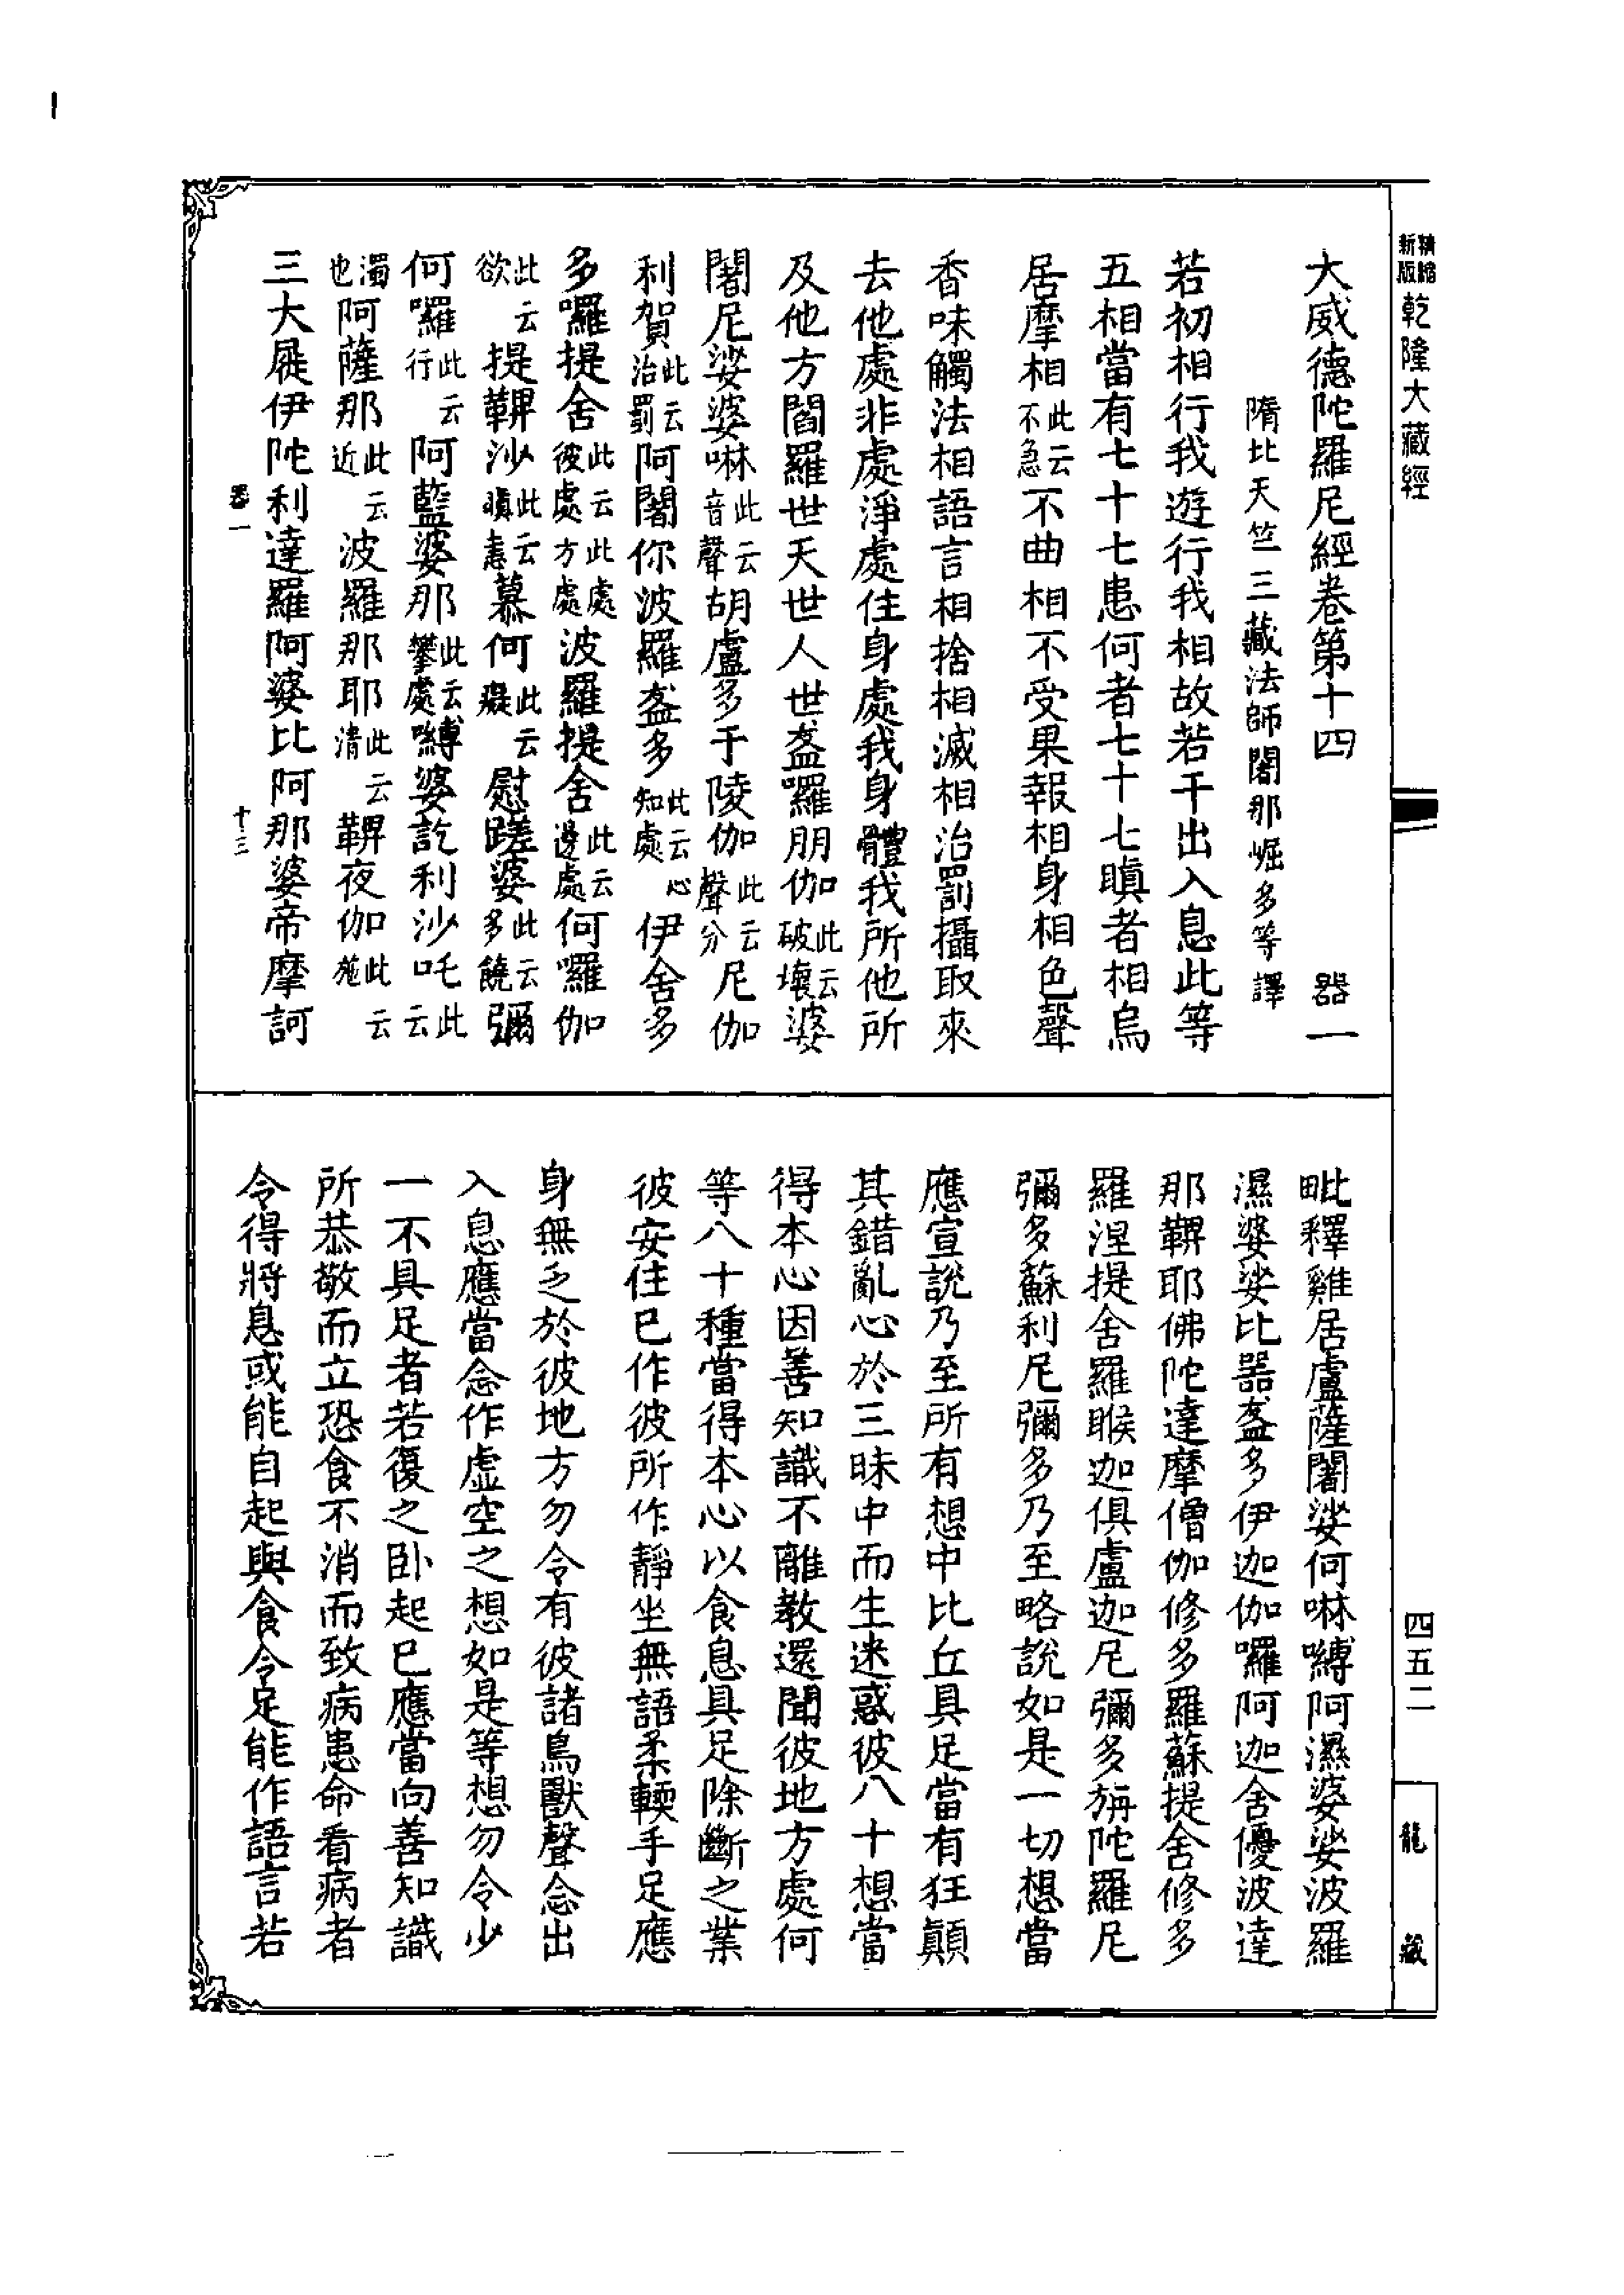 精縮新版乾隆大藏經
四五二
龍藏
大威德陀羅尼經卷第十四 器一
隋北天竺三藏法師闍那崛多等譯
若初相行我遊行我相故若干出入息此等
五相當有七十七患何者七十七瞋者相烏
居摩相此云不急不曲相不受果報相身相色聲
香味觸法相語言相捨相滅相治罰攝取來
去他處非處淨處住身處我身體我所他所
及他方閻羅世天世人世盔囉朋伽此云破壞婆
闍尼娑婆啉此云音聲胡盧多于陵伽此云聲分尼伽
利賀此云治罰阿闍你波羅盔多此云心知處伊舍多
多囉提舍此云此處彼處方處波羅提舍此云邊處何囉伽
此云欲提鞞沙此云瞋恚慕何此云癡慰蹉婆此云多饒彌
何囉此云行阿藍婆那此云攀處嚩婆訖利沙吒此云
濁也阿薩那此云近波羅那耶此云清鞞夜伽此云施
三大屣伊陀利達羅阿婆比阿那婆帝摩訶
器一 十三
毗釋雞居盧薩闍娑何啉嚩阿濕婆娑波羅
濕婆娑比器盔多伊迦伽囉阿迦舍優波達
那鞞耶佛陀達摩僧伽修多羅蘇提舍修多
羅涅提舍羅睺迦俱盧迦尼彌多旃陀羅尼
彌多蘇利尼彌多乃至略說如是一切想當
應宣說乃至所有想中比丘具足當有狂顛
其錯亂心於三昧中而生迷惑彼八十想當
得本心因善知識不離教還聞彼地方處何
等八十種當得本心以食息具足除斷之業
彼安住已作彼所作靜坐無語柔輭手足應
身無乏於彼地方勿令有彼諸鳥獸聲念出
入息應當念作虛空之想如是等想勿令少
一不具足者若復之卧起已應當向善知識
所恭敬而立恐食不消而致病患命看病者
令得將息或能自起與食令足能作語言若